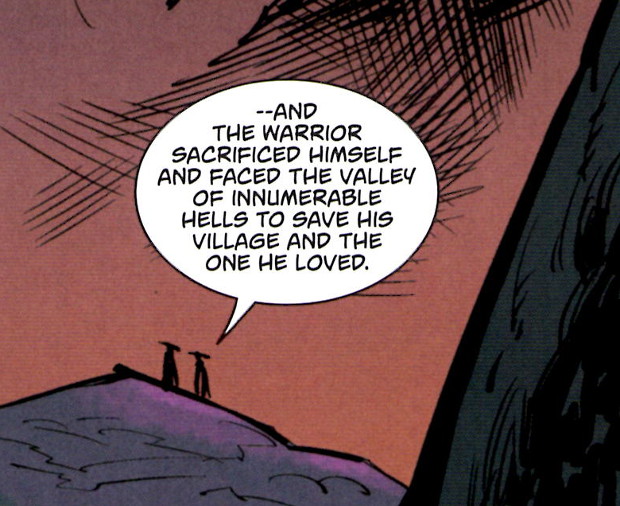 --AND
THE WARRIOR
SACRIFICED HIMSELF
AND FACED THE VALLEY
OF INNUMERABLE
HELLS TO SAVE HIS
VILLAGE AND THE
ONE HE LOVED.